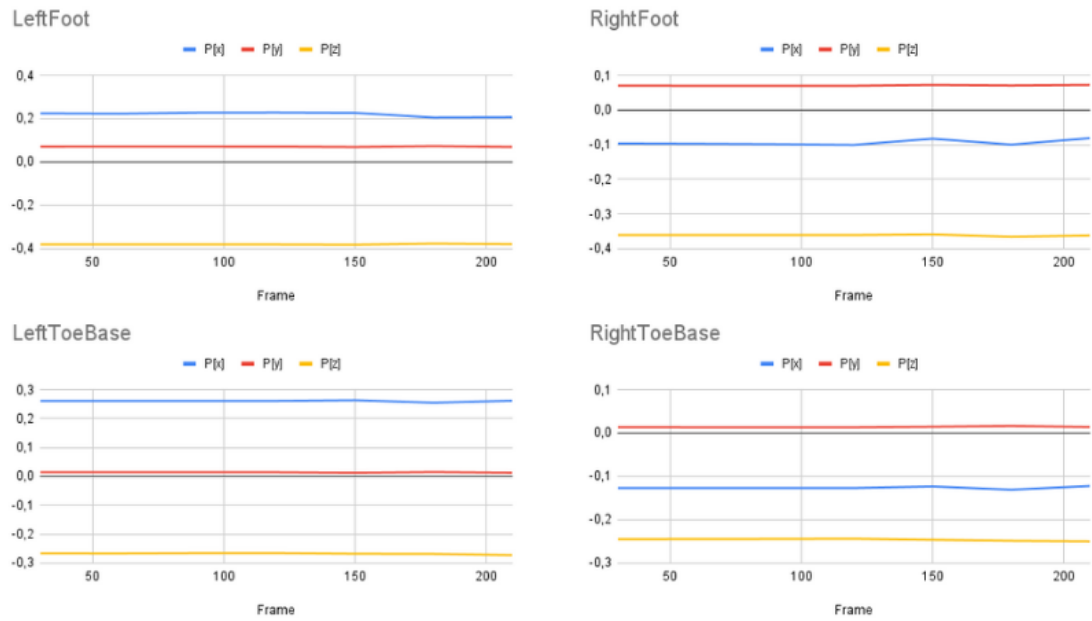 LeftFoot
P[x] P[y] P[z]
0,4
0,2
0,0
-0,2
-0,4
50 100 150 200
Frame
RightFoot
P[x] P[y] P[z]
0,1
0,0
-0,1
-0,2
-0,3
-0,4
50 100 150 200
Frame
LeftToeBase
P[x] P[y] P[z]
0,3
0,2
0,1
0,0
-0,1
-0,2
-0,3
50 100 150 200
Frame
RightToeBase
P[x] P[y] P[z]
0,1
0,0
-0,1
-0,2
-0,3
50 100 150 200
Frame